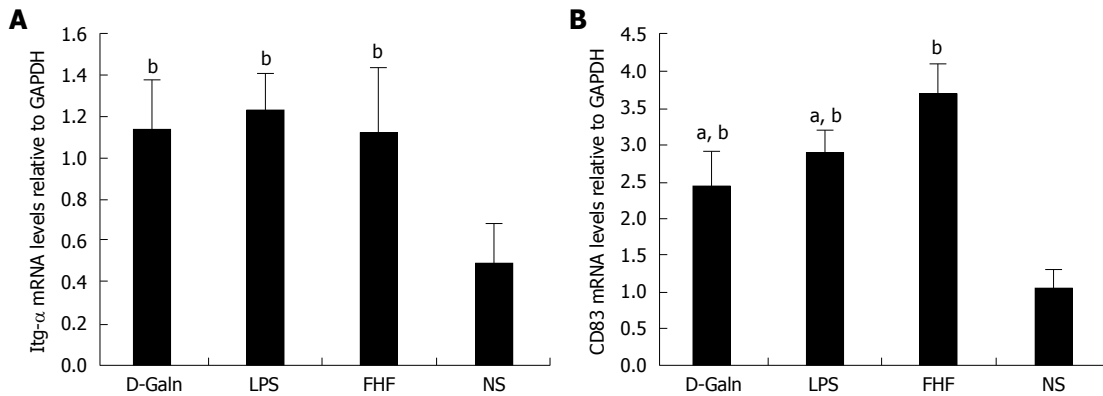 A
Itg-α mRNA levels relative to GAPDH
1.6
1.4
1.2
1.0
0.8
0.6
0.4
0.2
0.0
b
b
b
D-Galn
LPS
FHF
NS
B
CD83 mRNA levels relative to GAPDH
4.5
4.0
3.5
3.0
2.5
2.0
1.5
1.0
0.5
0.0
a, b
a, b
b
D-Galn
LPS
FHF
NS